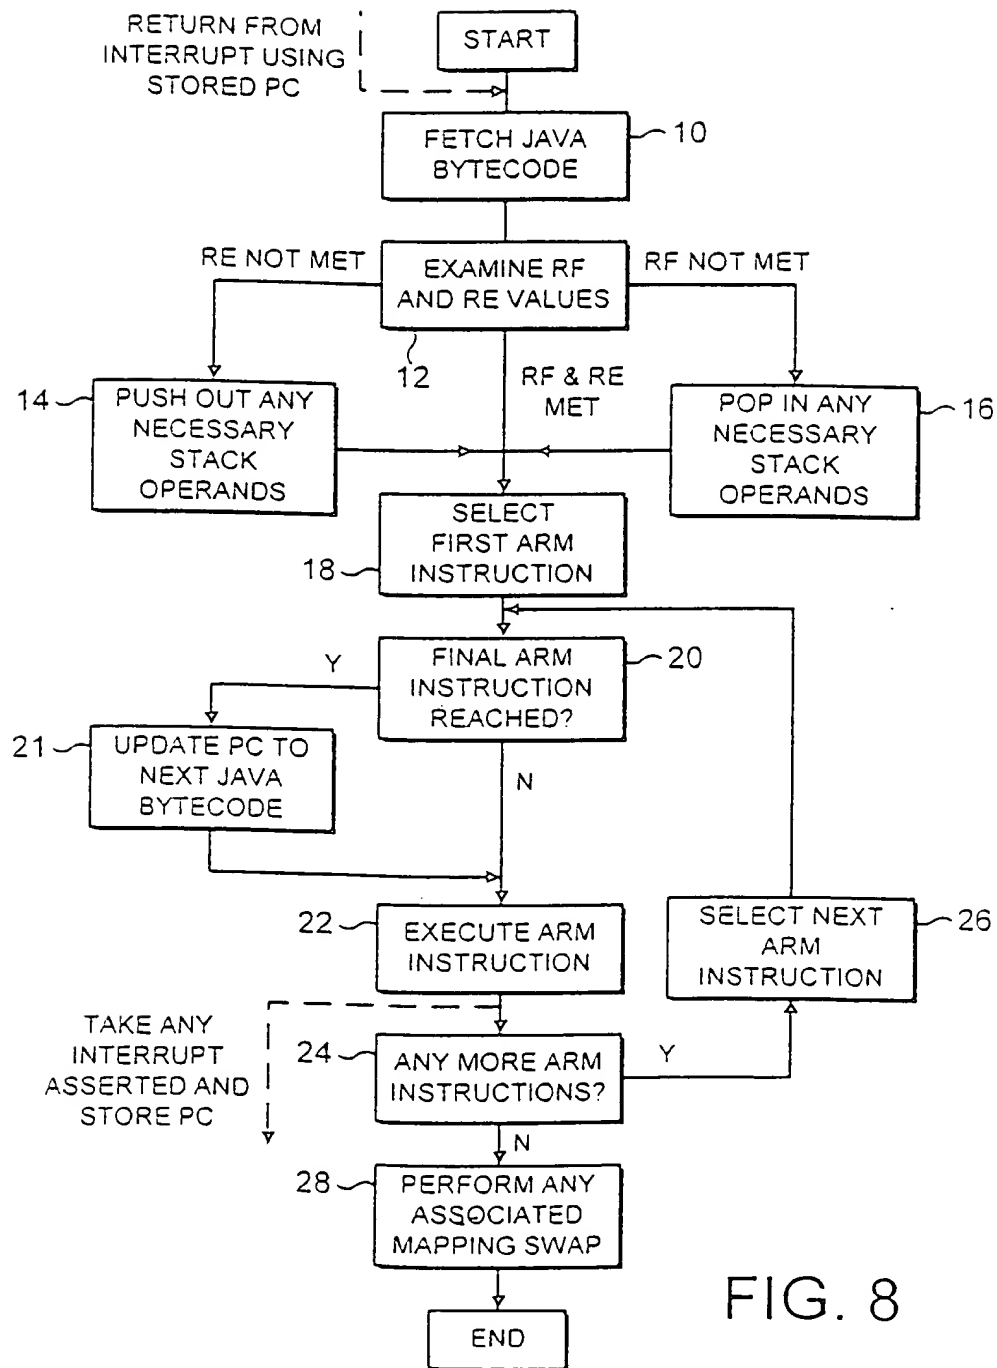 RETURN FROM
INTERRUPT USING
STORED PC
START
FETCH JAVA
BYTECODE
10
RE NOT MET
EXAMINE RF
AND RE VALUES
RF NOT MET
12
RF & RE
MET
14
PUSH OUT ANY
NECESSARY
STACK
OPERANDS
POP IN ANY
NECESSARY
STACK
OPERANDS
16
SELECT
FIRST ARM
INSTRUCTION
18
Y
FINAL ARM
INSTRUCTION
REACHED?
20
21
UPDATE PC TO
NEXT JAVA
BYTECODE
N
22
EXECUTE ARM
INSTRUCTION
SELECT NEXT
ARM
INSTRUCTION
26
TAKE ANY
INTERRUPT
ASSERTED AND
STORE PC
24
ANY MORE ARM
INSTRUCTIONS?
Y
N
28
PERFORM ANY
ASSOCIATED
MAPPING SWAP
END
FIG. 8